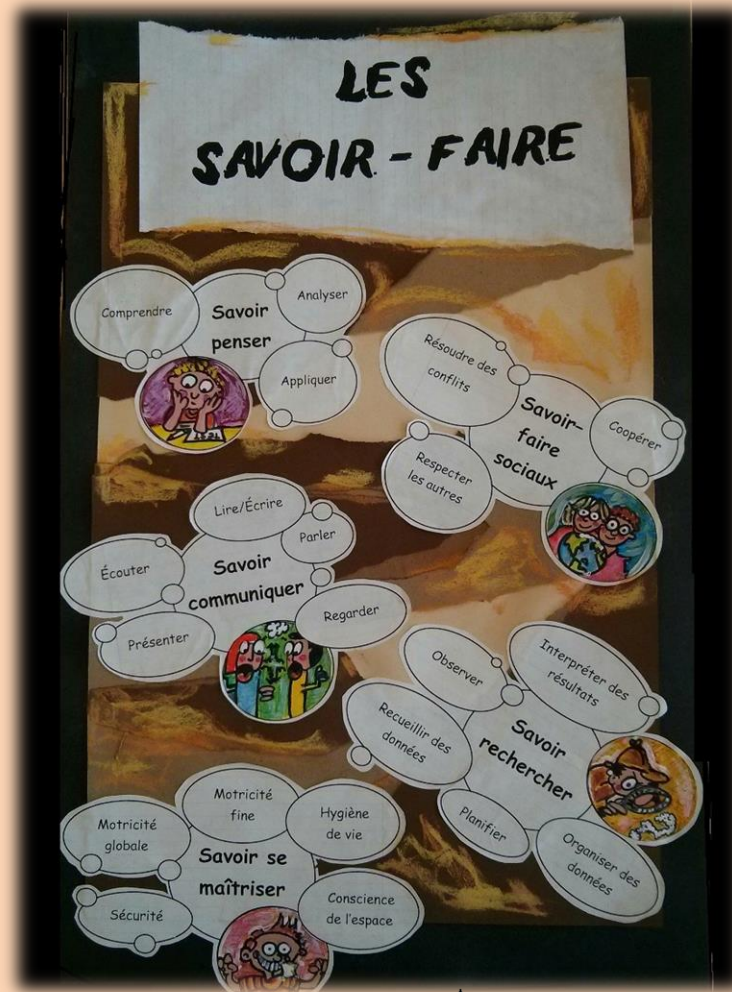 LES
SAVOIR - FAIRE
Comprendre
Savoir
penser
Analyser
Appliquer
Résoudre des
conflits
Savoir-
faire
sociaux
Coopérer
Respecter
les autres
Lire/Écrire
Parler
Écouter
Savoir
communiquer
Présenter
Regarder
Observer
Interpréter des
résultats
Recueillir des
données
Savoir
rechercher
Planifier
Organiser des
données
Motricité
fine
Motricité
globale
Hygiène
de vie
Savoir se
maîtriser
Sécurité
Conscience
de l'espace